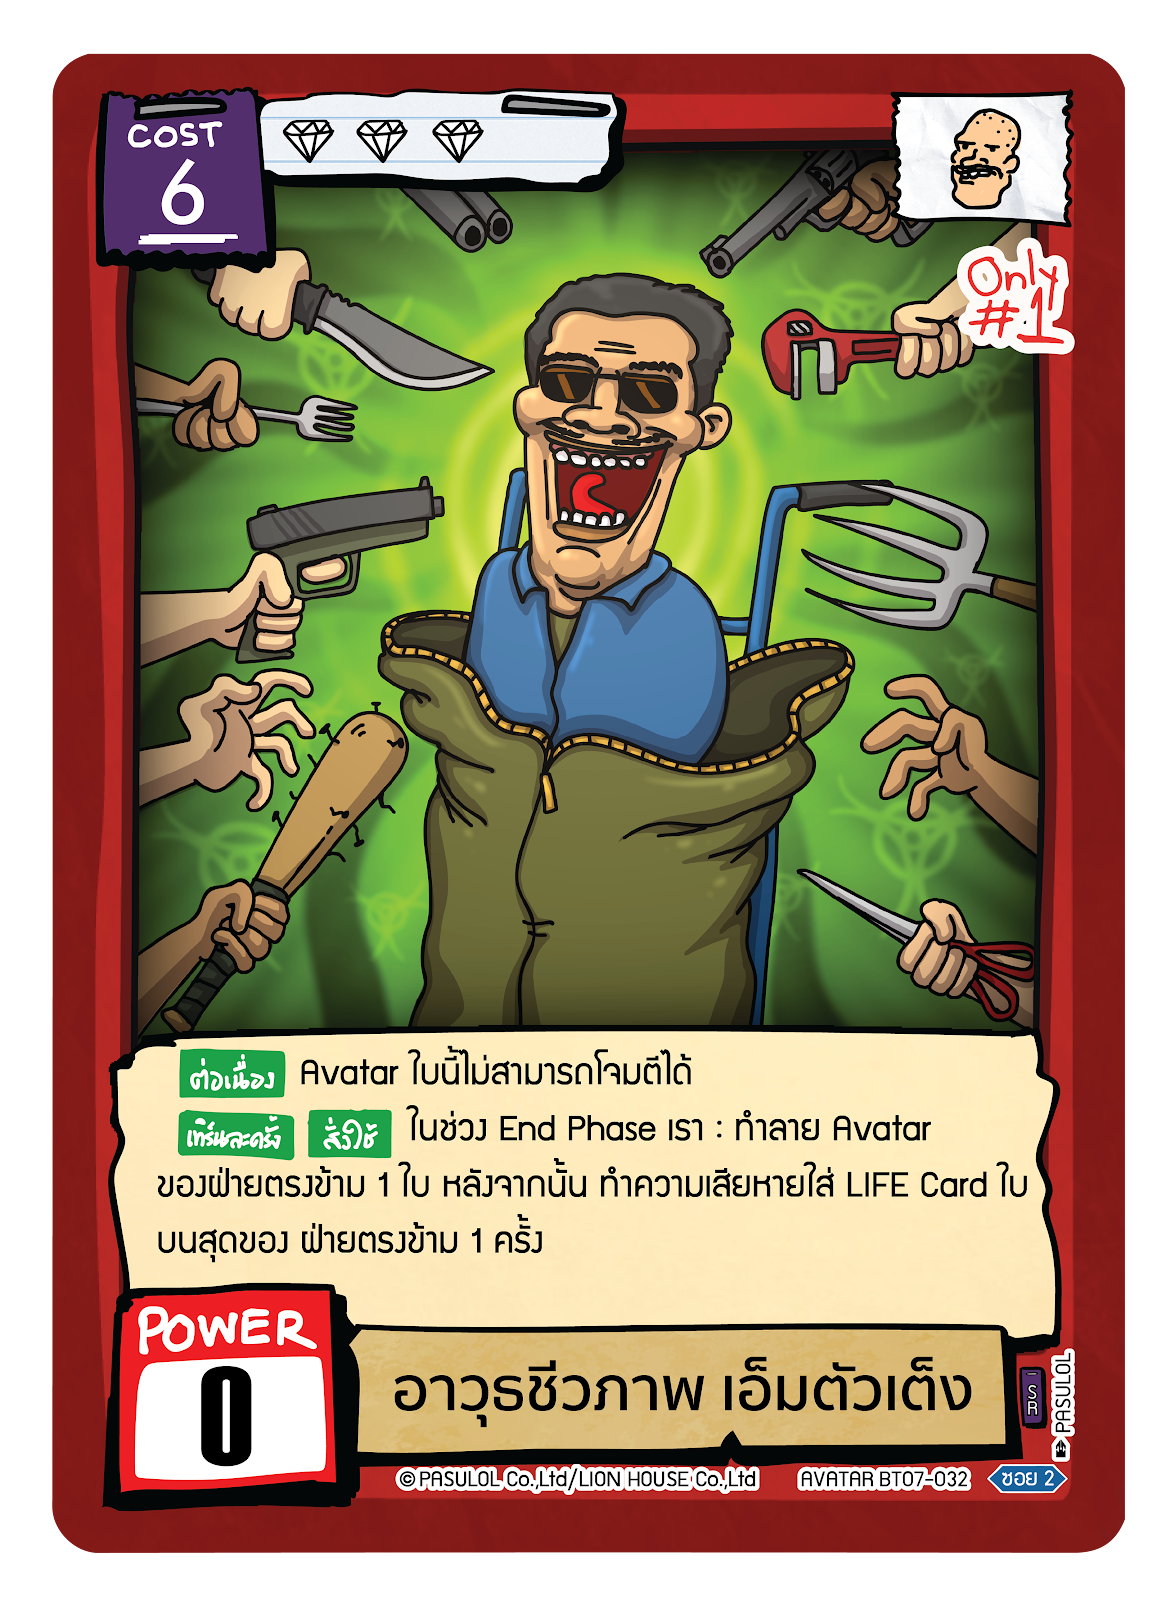 COST
6
Only
#1
ต่อเนื่อง Avatar ใบนี้ไม่สามารถโจมตีได้
เทิร์นละครั้ง สั่งใช้ ในช่วง End Phase เรา : ทำลาย Avatar
ของฝ่ายตรงข้าม 1 ใบ หลังจากนั้น ทำความเสียหายใส่ LIFE Card ใบ
บนสุดของ ฝ่ายตรงข้าม 1 ครั้ง
POWER
0
อาวุธชีวภาพ เอ็มตัวเต็ง
SR
PASULOL
© PASULOL Co.,Ltd/LION HOUSE Co.,Ltd
AVATAR BT07-032
ซอย 2